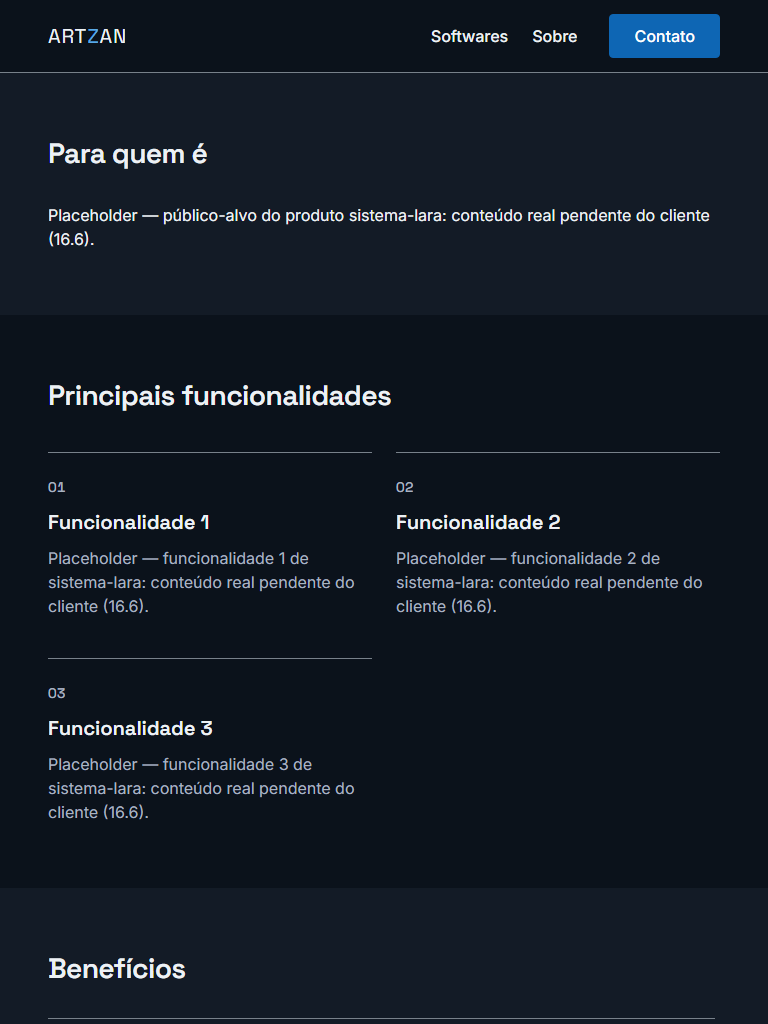 ARTZAN
Softwares Sobre Contato
Para quem é
Placeholder — público-alvo do produto sistema-lara: conteúdo real pendente do cliente
(16.6).
Principais funcionalidades
01
Funcionalidade 1
Placeholder — funcionalidade 1 de
sistema-lara: conteúdo real pendente do
cliente (16.6).
02
Funcionalidade 2
Placeholder — funcionalidade 2 de
sistema-lara: conteúdo real pendente do
cliente (16.6).
03
Funcionalidade 3
Placeholder — funcionalidade 3 de
sistema-lara: conteúdo real pendente do
cliente (16.6).
Benefícios